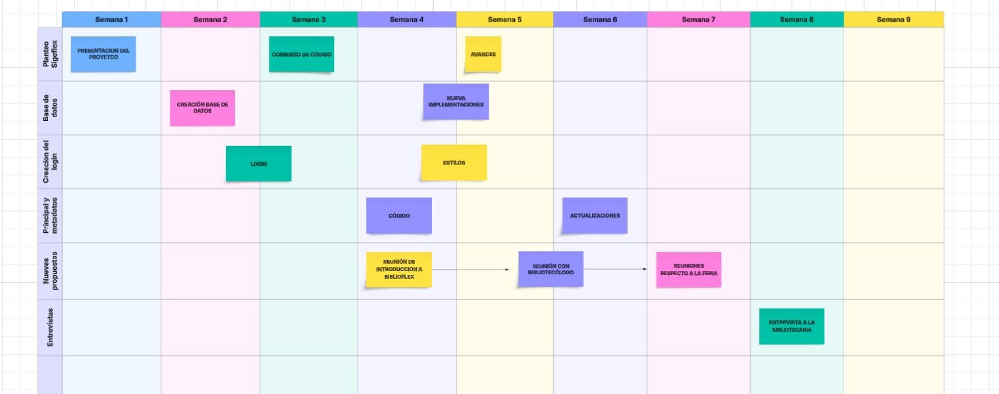 Semana 1
Semana 2
Semana 3
Semana 4
Semana 5
Semana 6
Semana 7
Semana 8
Semana 9
Planteo
Sigeflex
PRESENTACION DEL
PROYETCO
COMIENZO DE CÓDIGO
AVANCES
Base de
datos
CREACIÓN BASE DE
DATOS
NUEVA
IMPLEMENTACIONES
Creacion del
login
LOGIN
ESTILOS
Principal y
metadatos
CÓDIGO
ACTUALIZACIONES
Nuevas
propuestas
REUNIÓN DE
INTRODUCCION A
BIBLIOFLEX
REUNIÓN CON
BIBLIOTECÓLOGO
REUNIONES
RESPECTO A LA FERIA
Entrevistas
ENTREVISTA A LA
BIBLIOTECARIA